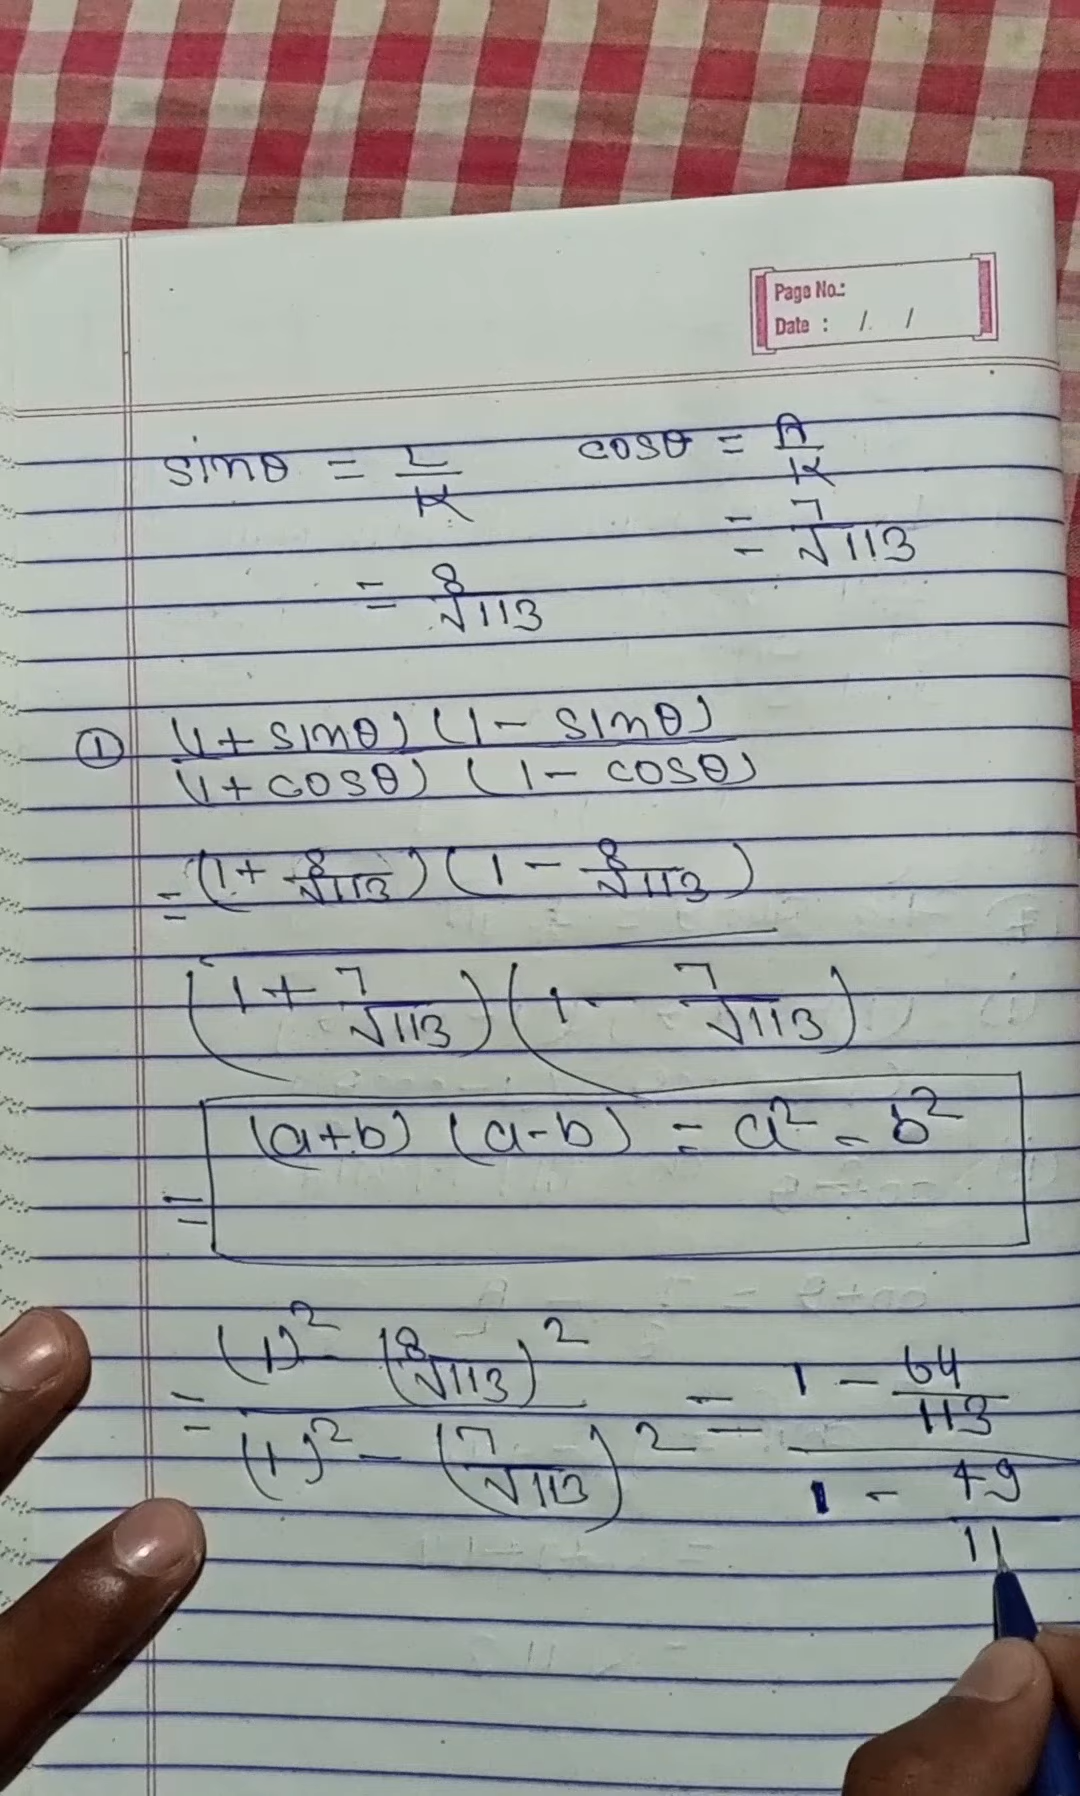 Page No.:
Date : / /
sinθ = L/K cosθ = A/K
= 7/√113
= 8/√113
① (1+ sinθ) (1 - sinθ)
(1+ cosθ) (1 - cosθ)
= (1+ 8/√113) (1 - 8/√113)
(1+ 7/√113) (1 - 7/√113)
(a+b) (a-b) = a² - b²
=
= (1)² - (8/√113)² = 1 - 64/113
(1)² - (7/√113)² 1 - 49/11